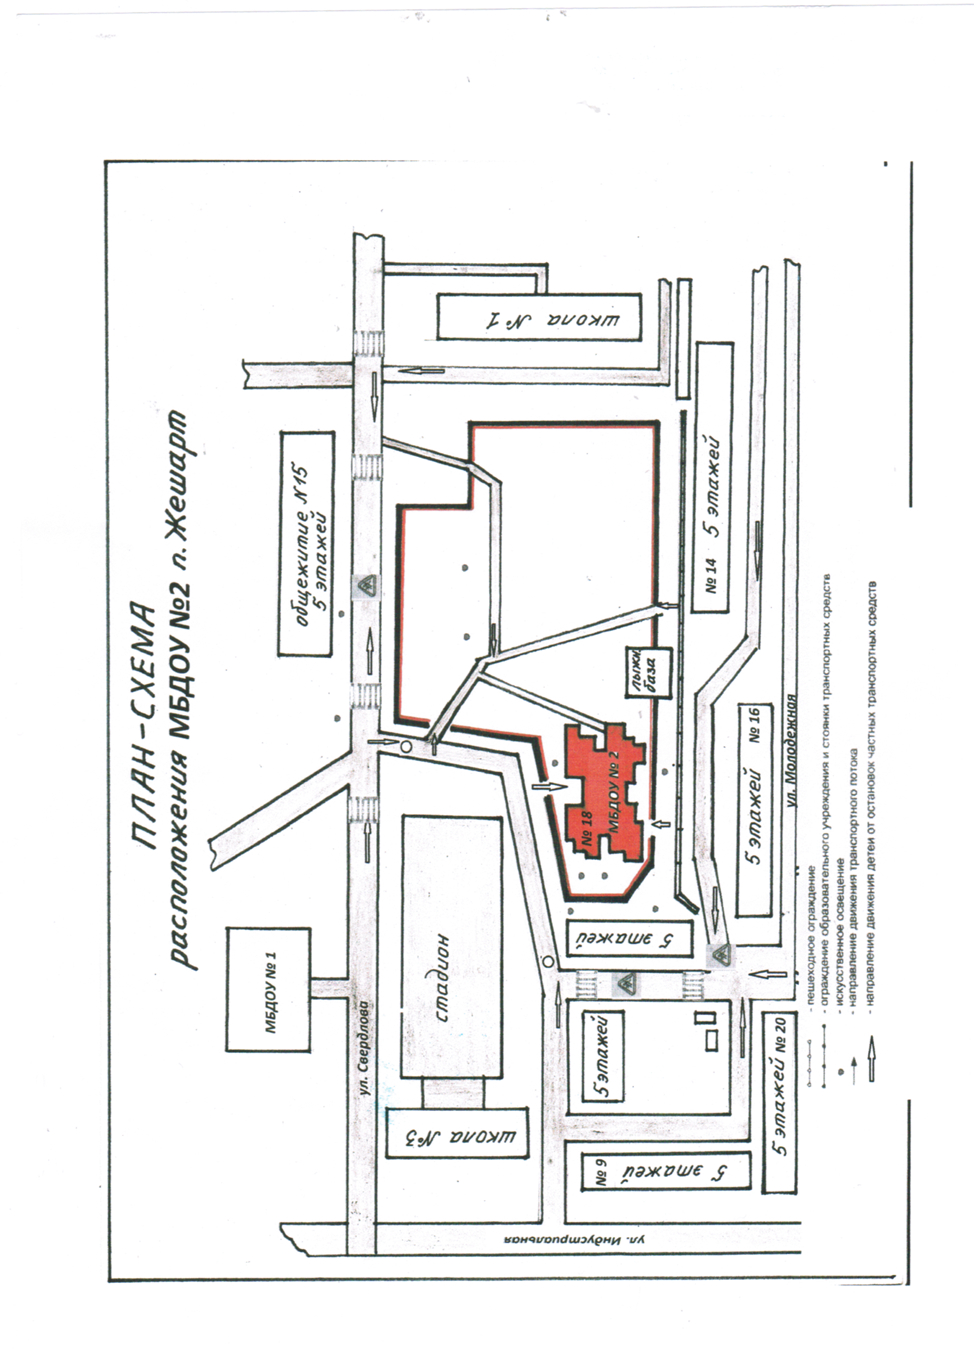 ПЛАН-СХЕМА
расположения МБДОУ №2 п. Жешарт
МБДОУ № 1
общежитие N15
5 этажей
ул. Свердлова
школа №3
стадион
школа №1
ул. Индустриальная
№ 9
5 этажей
5 этажей
5 этажей
№ 18
МБДОУ № 2
лыжн.
база
№ 14 5 этажей
5 этажей № 20
5 этажей № 16
ул. Молодежная
- пешеходное ограждение
- ограждение образовательного учреждения и стоянки транспортных средств
- искусственное освещение
- направление движения транспортного потока
- направление движения детей от остановок частных транспортных средств